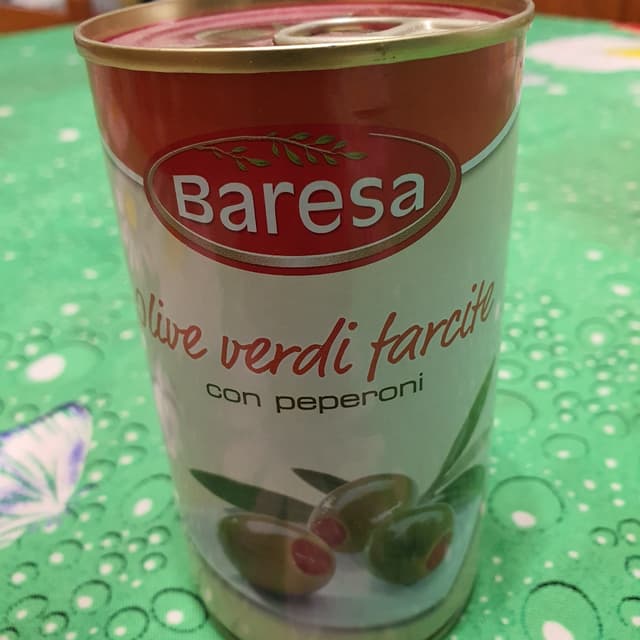 Baresa
olive verdi farcite
con peperoni